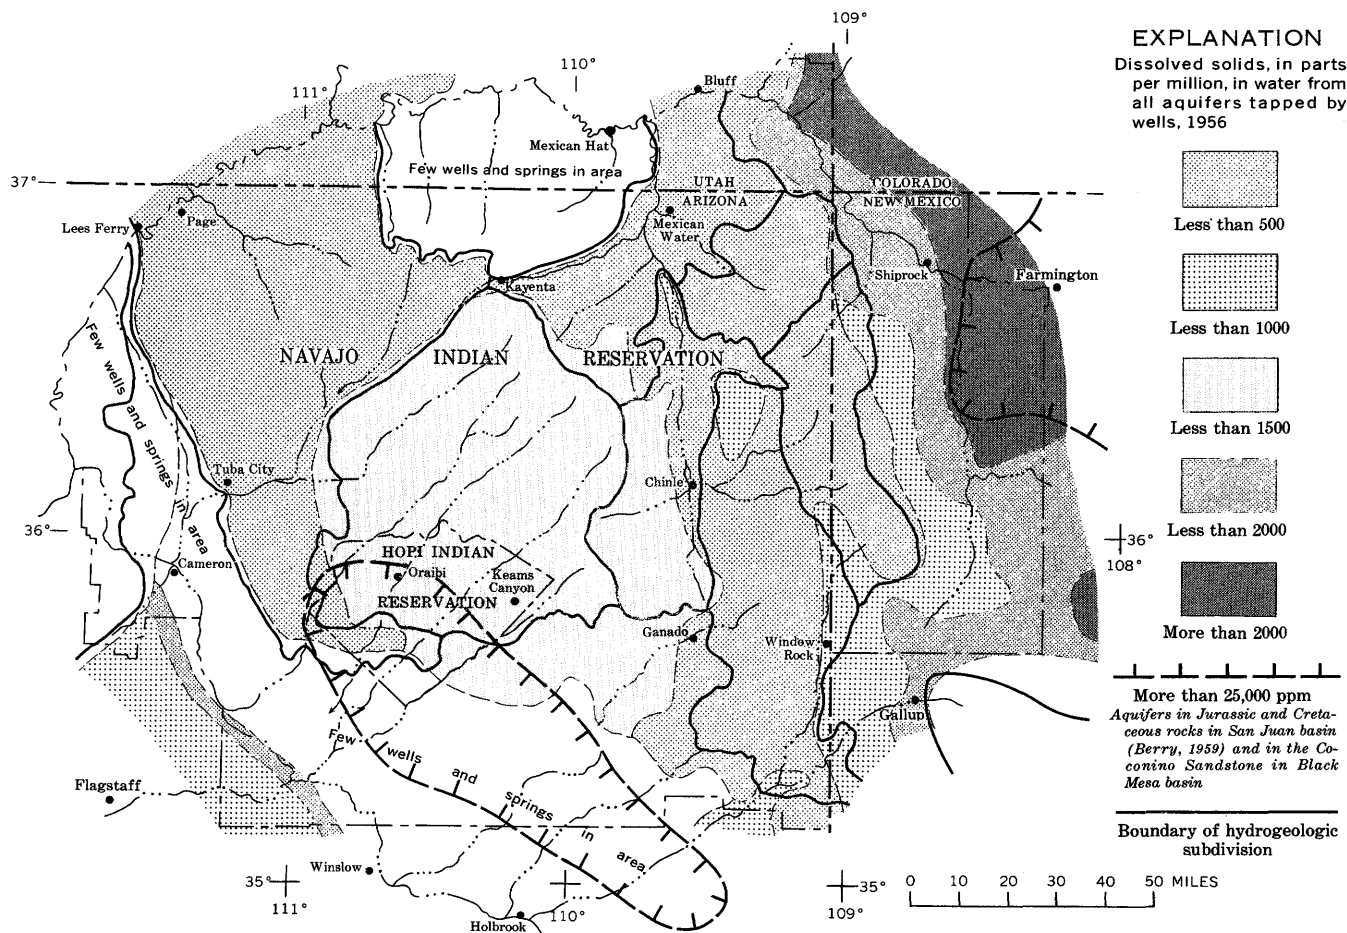 109°
110°
111°
Bluff
Mexican Hat
Few wells and springs in area
37°
UTAH
ARIZONA
COLORADO
NEW MEXICO
Page
Lees Ferry
Mexican
Water
Shiprock
Farmington
Kayenta
NAVAJO INDIAN RESERVATION
Few wells and springs in area
Tuba City
Chinle
36°
HOPI INDIAN
RESERVATION
Oraibi
Keams
Canyon
Cameron
36°
108°
Ganado
Window
Rock
Gallup
Few wells and springs in area
Flagstaff
Winslow
Holbrook
35°
111°
110°
35°
109°
EXPLANATION
Dissolved solids, in parts
per million, in water from
all aquifers tapped by
wells, 1956
Less than 500
Less than 1000
Less than 1500
Less than 2000
More than 2000
More than 25,000 ppm
Aquifers in Jurassic and Creta-
ceous rocks in San Juan basin
(Berry, 1959) and in the Co-
conino Sandstone in Black
Mesa basin
Boundary of hydrogeologic
subdivision
0 10 20 30 40 50 MILES